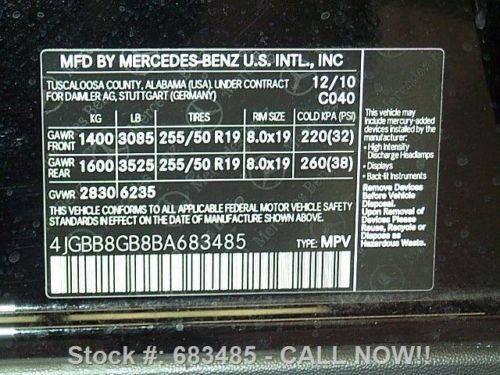 MFD BY MERCEDES-BENZ U.S. INTL., INC
TUSCALOOSA COUNTY, ALABAMA (USA), UNDER CONTRACT
FOR DAIMLER AG, STUTTGART (GERMANY)
12/10
C040
KG LB TIRES RIM SIZE COLD KPA (PSI)
GAWR FRONT 1400 3085 255/50 R19 8.0x19 220(32)
GAWR REAR 1600 3525 255/50 R19 8.0x19 260(38)
GVWR 2830 6235
THIS VEHICLE CONFORMS TO ALL APPLICABLE FEDERAL MOTOR VEHICLE SAFETY
STANDARDS IN EFFECT ON THE DATE OF MANUFACTURE SHOWN ABOVE.
4JGBB8GB8BA683485 TYPE: MPV
This vehicle may
include mercury-added
devices installed by the
manufacturer:
• High Intensity
Discharge Headlamps
• Displays
• Back-lit Instruments
Remove Devices
Before Vehicle
Disposal.
Reuse, Recycle or
Dispose as
Hazardous Waste.
Stock #: 683485 - CALL NOW!!